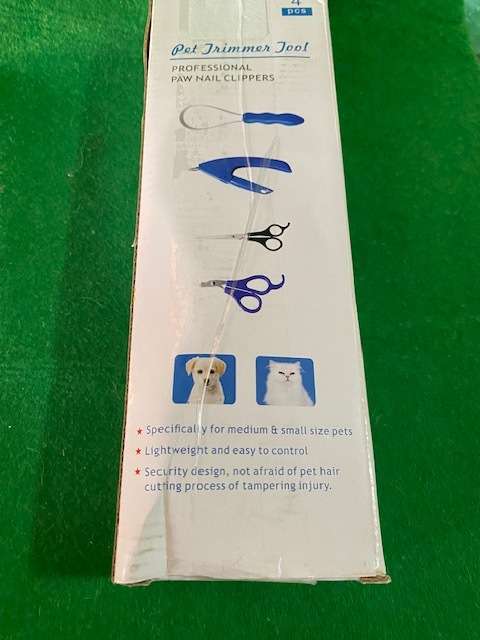 4
pcs
Pet Trimmer Tool
PROFESSIONAL
PAW NAIL CLIPPERS
★ Specifically for medium & small size pets
★ Lightweight and easy to control
★ Security design, not afraid of pet hair
cutting process of tampering injury.